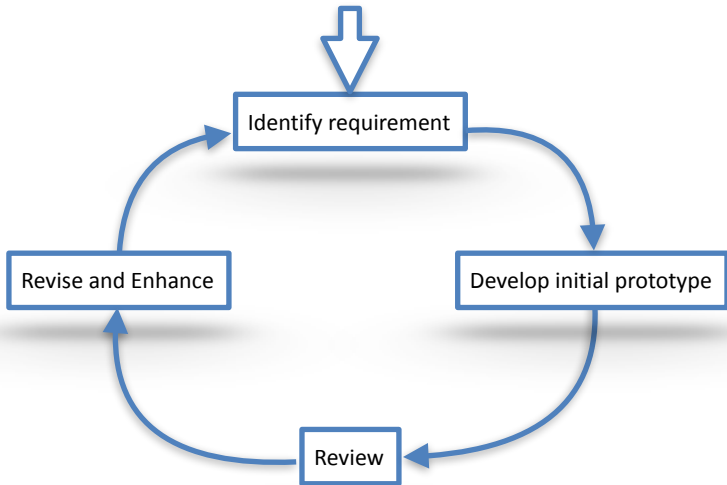 Identify requirement
Revise and Enhance
Develop initial prototype
Review